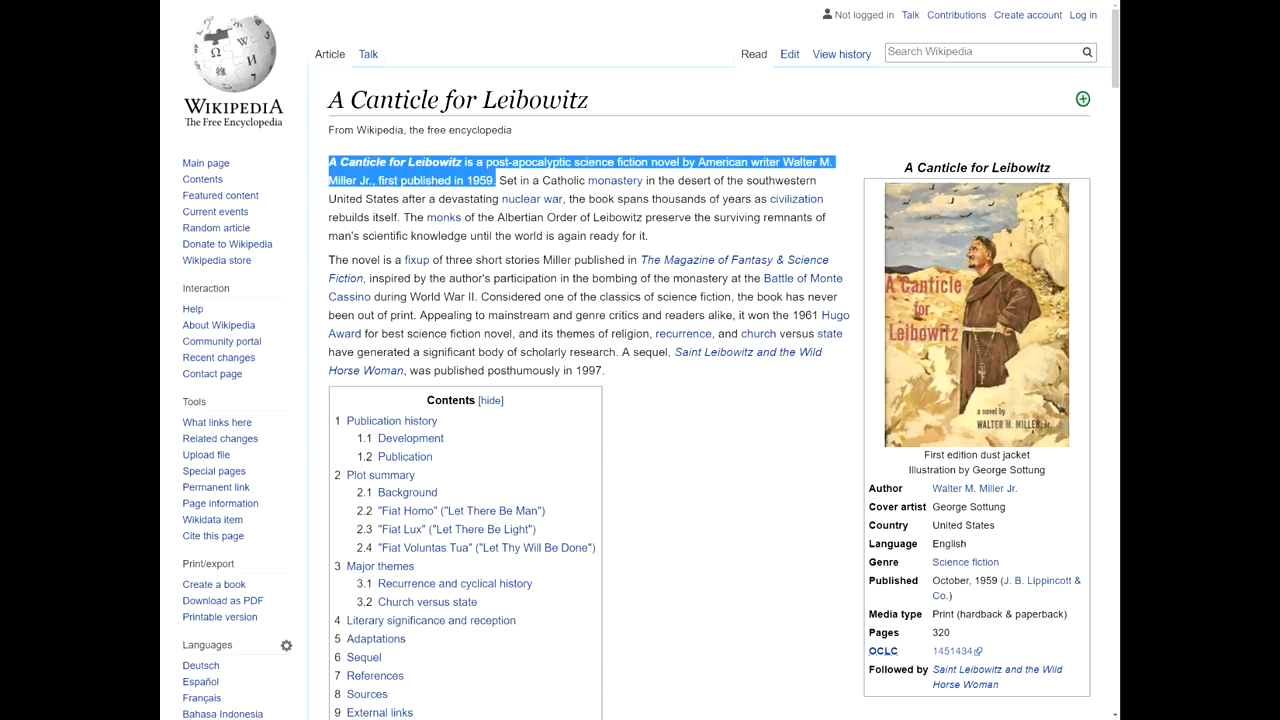 Not logged in Talk Contributions Create account Log in
Article Talk Read Edit View history Search Wikipedia
WIKIPEDIA
The Free Encyclopedia
Main page
Contents
Featured content
Current events
Random article
Donate to Wikipedia
Wikipedia store
Interaction
Help
About Wikipedia
Community portal
Recent changes
Contact page
Tools
What links here
Related changes
Upload file
Special pages
Permanent link
Page information
Wikidata item
Cite this page
Print/export
Create a book
Download as PDF
Printable version
Languages
Deutsch
Español
Français
Bahasa Indonesia
A Canticle for Leibowitz
From Wikipedia, the free encyclopedia
A Canticle for Leibowitz is a post-apocalyptic science fiction novel by American writer Walter M.
Miller Jr., first published in 1959. Set in a Catholic monastery in the desert of the southwestern
United States after a devastating nuclear war, the book spans thousands of years as civilization
rebuilds itself. The monks of the Albertian Order of Leibowitz preserve the surviving remnants of
man's scientific knowledge until the world is again ready for it.
The novel is a fixup of three short stories Miller published in The Magazine of Fantasy & Science
Fiction, inspired by the author's participation in the bombing of the monastery at the Battle of Monte
Cassino during World War II. Considered one of the classics of science fiction, the book has never
been out of print. Appealing to mainstream and genre critics and readers alike, it won the 1961 Hugo
Award for best science fiction novel, and its themes of religion, recurrence, and church versus state
have generated a significant body of scholarly research. A sequel, Saint Leibowitz and the Wild
Horse Woman, was published posthumously in 1997.
Contents [hide]
1 Publication history
1.1 Development
1.2 Publication
2 Plot summary
2.1 Background
2.2 "Fiat Homo" ("Let There Be Man")
2.3 "Fiat Lux" ("Let There Be Light")
2.4 "Fiat Voluntas Tua" ("Let Thy Will Be Done")
3 Major themes
3.1 Recurrence and cyclical history
3.2 Church versus state
4 Literary significance and reception
5 Adaptations
6 Sequel
7 References
8 Sources
9 External links
A Canticle for Leibowitz
A Canticle
for
Leibowitz
a novel by
WALTER M. MILLER, Jr.
First edition dust jacket
Illustration by George Sottung
Author Walter M. Miller Jr.
Cover artist George Sottung
Country United States
Language English
Genre Science fiction
Published October, 1959 (J. B. Lippincott &
Co.)
Media type Print (hardback & paperback)
Pages 320
OCLC 1451434
Followed by Saint Leibowitz and the Wild
Horse Woman